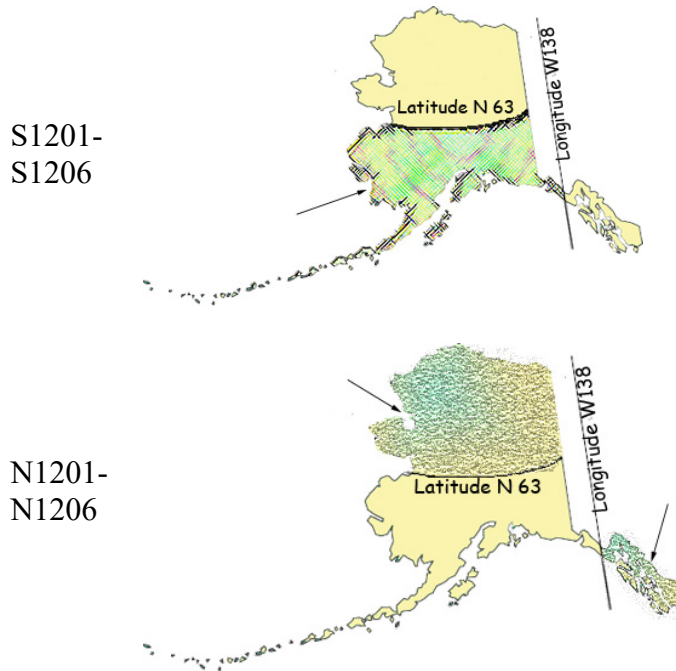 Latitude N 63
Longitude W138
S1201-
S1206
Latitude N 63
Longitude W138
N1201-
N1206